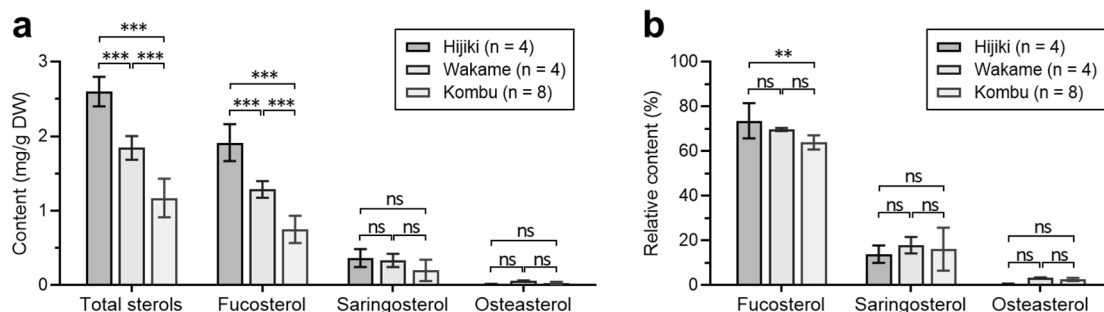 a
Hijiki (n = 4)
Wakame (n = 4)
Kombu (n = 8)
Content (mg/g DW)
3
2
1
0
***
*** ***
***
*** ***
ns
ns ns
ns
ns ns
Total sterols Fucosterol Saringosterol Osteasterol
b
Hijiki (n = 4)
Wakame (n = 4)
Kombu (n = 8)
Relative content (%)
100
80
60
40
20
0
**
ns ns
ns
ns ns
ns
ns ns
Fucosterol Saringosterol Osteasterol